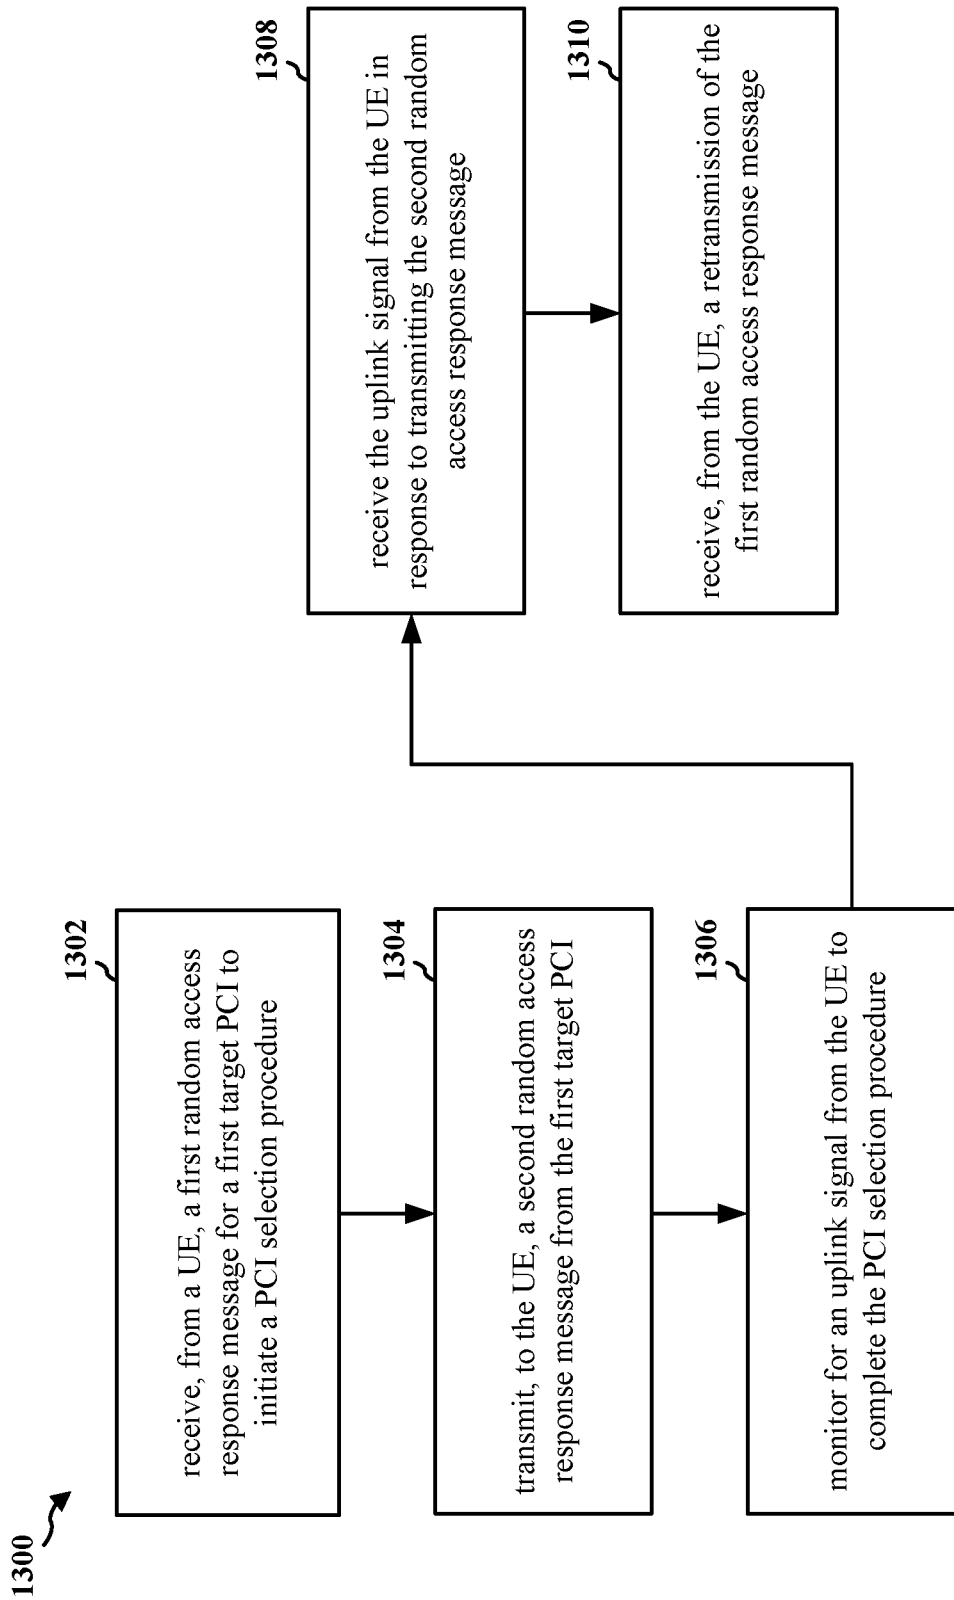 1300
1302
receive, from a UE, a first random access
response message for a first target PCI to
initiate a PCI selection procedure
1304
transmit, to the UE, a second random access
response message from the first target PCI
1306
monitor for an uplink signal from the UE to
complete the PCI selection procedure
1308
receive the uplink signal from the UE in
response to transmitting the second random
access response message
1310
receive, from the UE, a retransmission of the
first random access response message